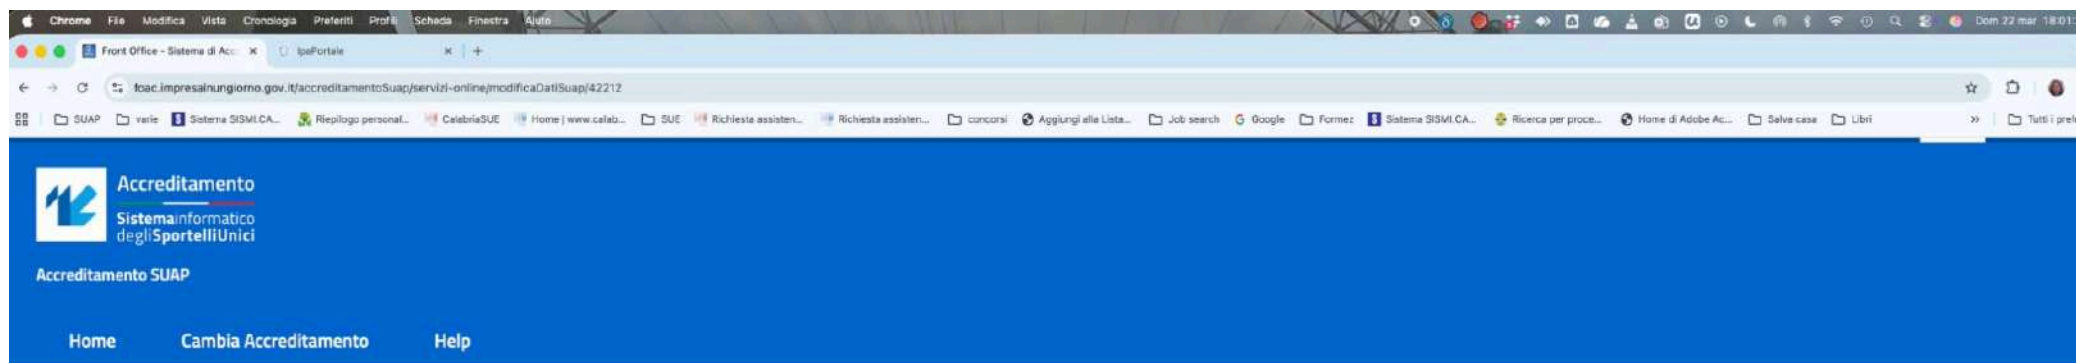 Chrome File Modifica Vista Cronologia Preferiti Profili Scheda Finestra Aiuto Dom 22 mar 18:01
Front Office - Sistema di Acc IpaPortale
foac.impresainungiorno.gov.it/accreditamentoSuap/servizi-online/modificaDatiSuap/42212
SUAP varie Sistema SISMI.CA... Riepilogo personal... CalabriaSUE Home | www.calab... SUE Richiesta assisten... Richiesta assisten... concorsi Aggiungi alla Lista... Job search Google Formez Sistema SISMI.CA... Ricerca per proce... Home di Adobe Ac... Salva casa Libri » Tutti i
Accreditamento
Sistemainformatico
degliSportelliUnici
Accreditamento SUAP
Home Cambia Accreditamento Help